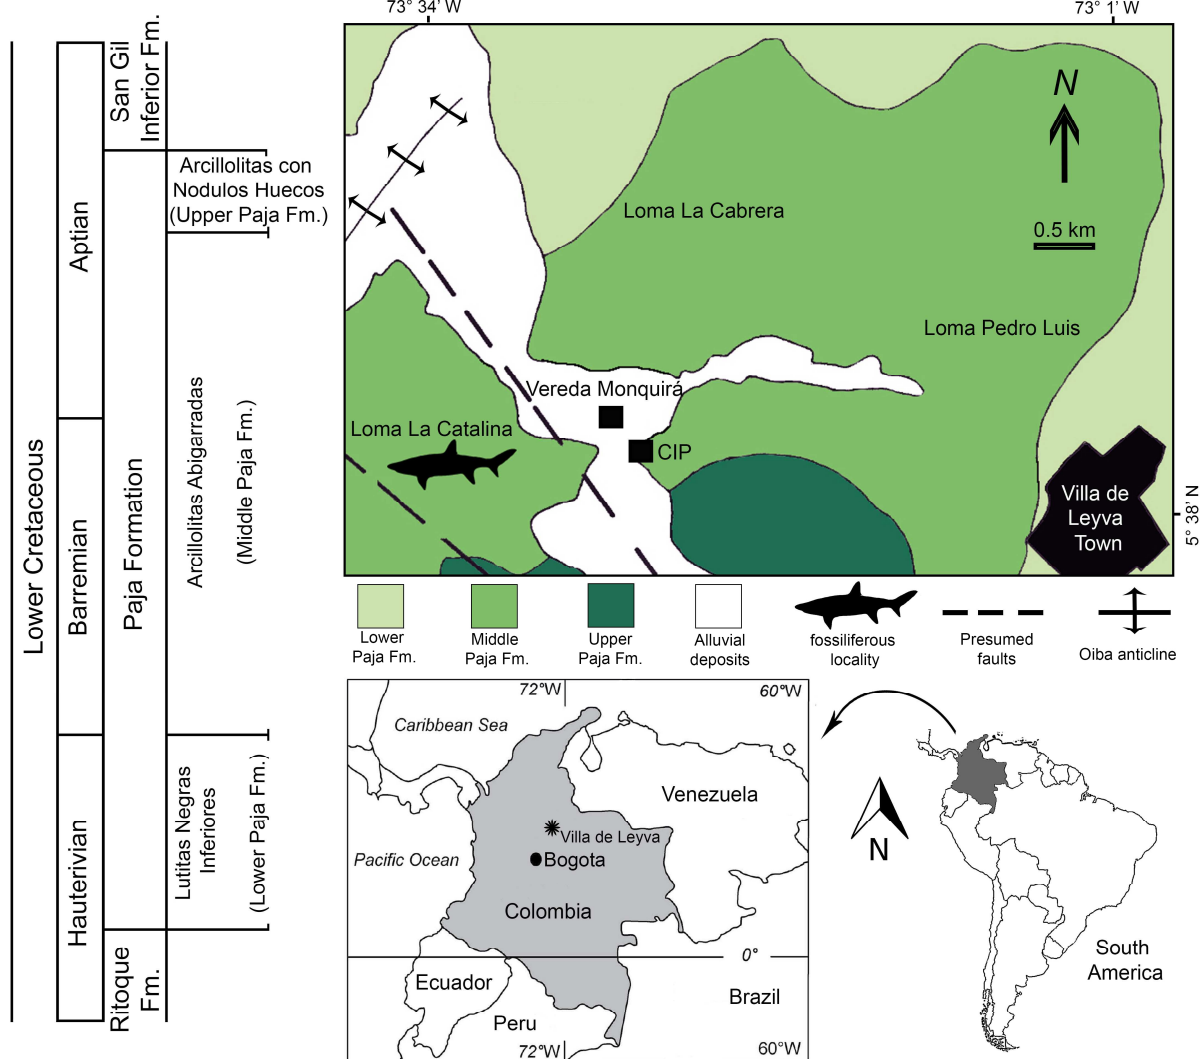 73° 34' W
73° 1' W
San Gil
Inferior Fm.
Arcillolitas con
Nodulos Huecos
(Upper Paja Fm.)
Aptian
Lower Cretaceous
Barremian
Paja Formation
Arcillolitas Abigarradas
(Middle Paja Fm.)
Hauterivian
Lutitas Negras
Inferiores
(Lower Paja Fm.)
Ritoque
Fm.
N
0.5 km
Loma La Cabrera
Loma Pedro Luis
Vereda Monquirá
Loma La Catalina
CIP
Villa de
Leyva
Town
5° 38' N
Lower
Paja Fm.
Middle
Paja Fm.
Upper
Paja Fm.
Alluvial
deposits
fossiliferous
locality
Presumed
faults
Oiba anticline
72°W
60°W
Caribbean Sea
Venezuela
Villa de Leyva
Pacific Ocean
Bogota
Colombia
0°
Ecuador
Brazil
Peru
72°W
60°W
N
South
America